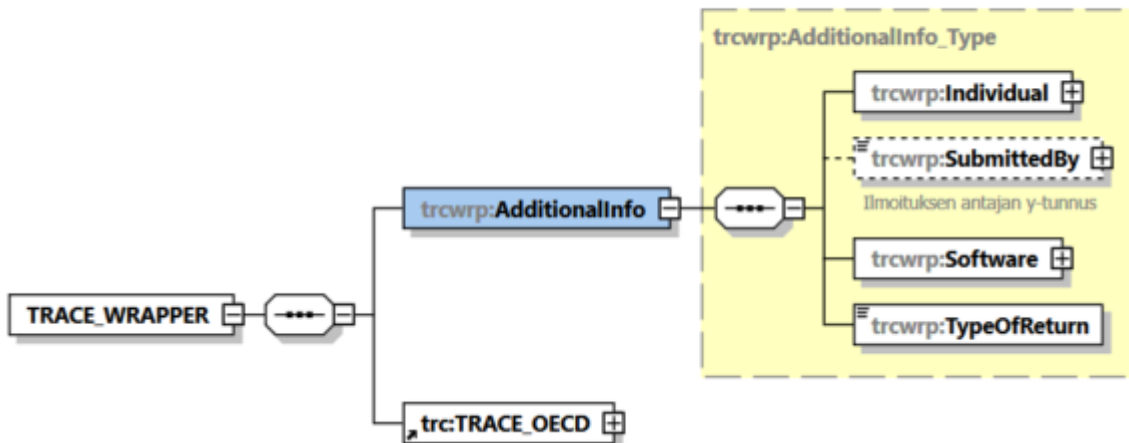 trcwrp:AdditionalInfo_Type
trcwrp:Individual
trcwrp:SubmittedBy
Ilmoituksen antajan y-tunnus
trcwrp:AdditionalInfo
trcwrp:Software
TRACE_WRAPPER
trcwrp:TypeOfReturn
trc:TRACE_OECD